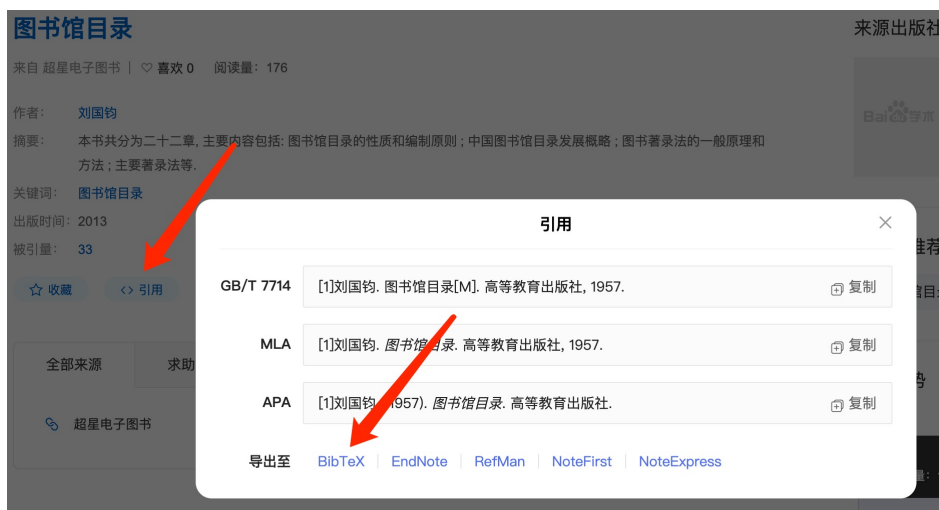 图书馆目录
来源出版社
来自 超星电子图书 | ♡ 喜欢 0 阅读量: 176
作者: 刘国钧
Bai 学术
摘要: 本书共分为二十二章, 主要内容包括: 图书馆目录的性质和编制原则 ; 中国图书馆目录发展概略 ; 图书著录法的一般原理和
方法 ; 主要著录法等.
关键词: 图书馆目录
出版时间: 2013
引用
被引量: 33
推荐
收藏 <> 引用
GB/T 7714 [1]刘国钧. 图书馆目录[M]. 高等教育出版社, 1957. 复制
MLA [1]刘国钧. 图书馆目录. 高等教育出版社, 1957. 复制
全部来源 求助
APA [1]刘国钧. 1957). 图书馆目录. 高等教育出版社. 复制
超星电子图书
导出至 BibTeX | EndNote | RefMan | NoteFirst | NoteExpress